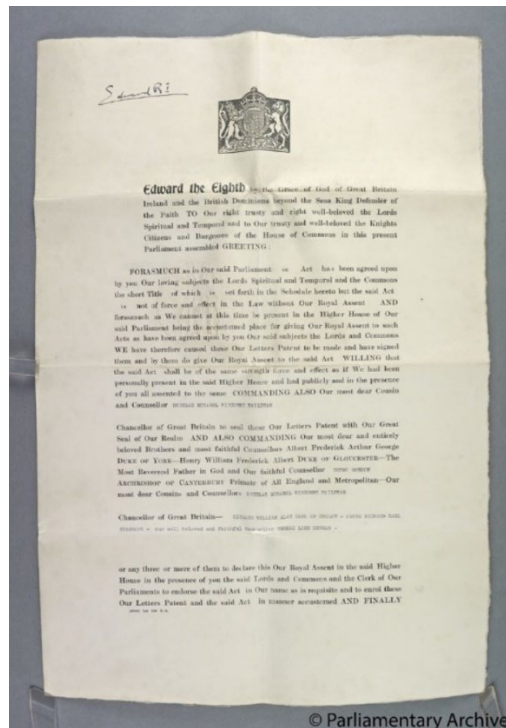 Edward R I
Edward the Eighth by the Grace of God of Great Britain
Ireland and the British Dominions beyond the Seas King Defender of
the Faith TO Our right trusty and right well-beloved the Lords
Spiritual and Temporal and to Our trusty and well-beloved the Knights
Citizens and Burgesses of the House of Commons in this present
Parliament assembled GREETING:
FORASMUCH as in Our said Parliament an Act has been agreed upon
by you Our loving subjects the Lords Spiritual and Temporal and the Commons
the short Title of which is set forth in the Schedule hereto but the said Act
is not of force and effect in the Law without Our Royal Assent AND
forasmuch as We cannot at this time be present in the Higher House of Our
said Parliament being the accustomed place for giving Our Royal Assent to such
Acts as have been agreed upon by you Our said subjects the Lords and Commons
WE have therefore caused these Our Letters Patent to be made and have signed
them and by them do give Our Royal Assent to the said Act WILLING that
the said Act shall be of the same strength force and effect as if We had been
personally present in the said Higher House and had publicly and in the presence
of you all assented to the same COMMANDING ALSO Our most dear Cousin
and Counsellor DOUGLAS MCGAREL VISCOUNT HAILSHAM
Chancellor of Great Britain to seal these Our Letters Patent with Our Great
Seal of Our Realm AND ALSO COMMANDING Our most dear and entirely
beloved Brothers and most faithful Counsellors Albert Frederick Arthur George
DUKE OF YORK—Henry William Frederick Albert DUKE OF GLOUCESTER—The
Most Reverend Father in God and Our faithful Counsellor COSMO GORDON
ARCHBISHOP OF CANTERBURY Primate of All England and Metropolitan—Our
most dear Cousins and Counsellors DOUGLAS MCGAREL VISCOUNT HAILSHAM
Chancellor of Great Britain—
or any three or more of them to declare this Our Royal Assent in the said Higher
House in the presence of you the said Lords and Commons and the Clerk of Our
Parliaments to endorse the said Act in Our name as is requisite and to enrol these
Our Letters Patent and the said Act in manner accustomed AND FINALLY
© Parliamentary Archive